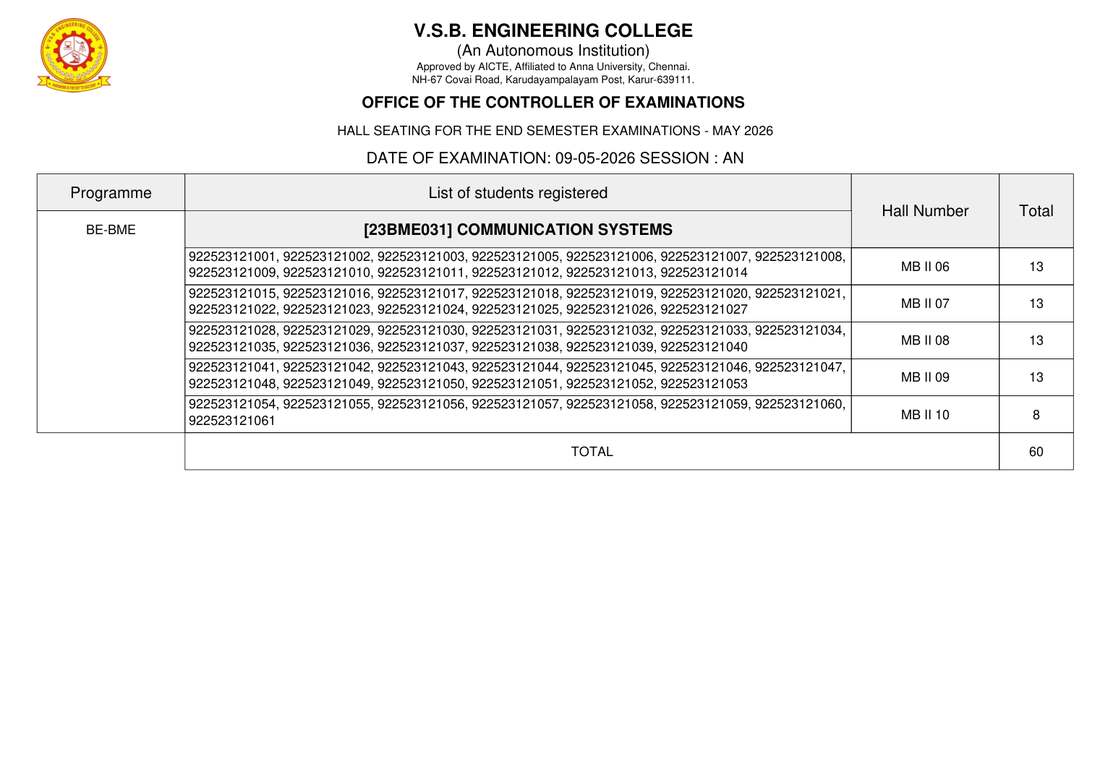 V.S.B. ENGINEERING COLLEGE
(An Autonomous Institution)
Approved by AICTE, Affiliated to Anna University, Chennai.
NH-67 Covai Road, Karudayampalayam Post, Karur-639111.
OFFICE OF THE CONTROLLER OF EXAMINATIONS
HALL SEATING FOR THE END SEMESTER EXAMINATIONS - MAY 2026
DATE OF EXAMINATION: 09-05-2026 SESSION : AN
Programme List of students registered Hall Number Total
BE-BME [23BME031] COMMUNICATION SYSTEMS
922523121001, 922523121002, 922523121003, 922523121005, 922523121006, 922523121007, 922523121008,
922523121009, 922523121010, 922523121011, 922523121012, 922523121013, 922523121014
MB II 06 13
922523121015, 922523121016, 922523121017, 922523121018, 922523121019, 922523121020, 922523121021,
922523121022, 922523121023, 922523121024, 922523121025, 922523121026, 922523121027
MB II 07 13
922523121028, 922523121029, 922523121030, 922523121031, 922523121032, 922523121033, 922523121034,
922523121035, 922523121036, 922523121037, 922523121038, 922523121039, 922523121040
MB II 08 13
922523121041, 922523121042, 922523121043, 922523121044, 922523121045, 922523121046, 922523121047,
922523121048, 922523121049, 922523121050, 922523121051, 922523121052, 922523121053
MB II 09 13
922523121054, 922523121055, 922523121056, 922523121057, 922523121058, 922523121059, 922523121060,
922523121061
MB II 10 8
TOTAL 60